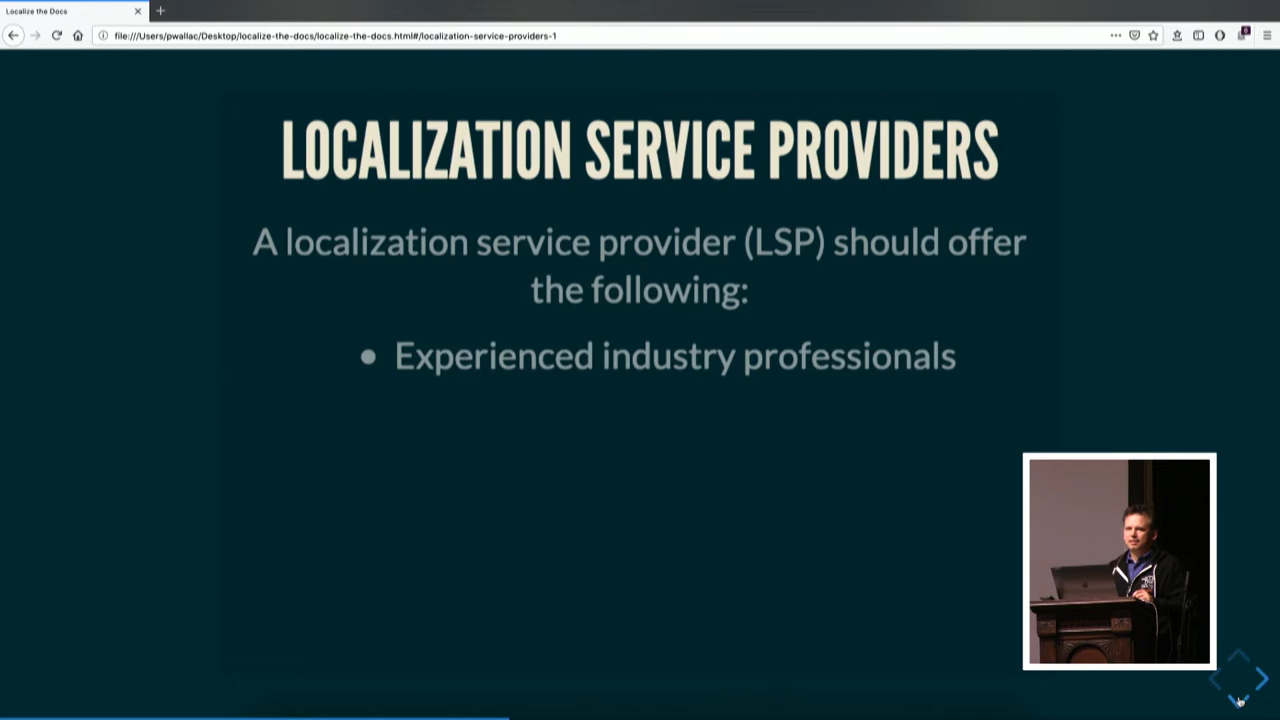 Localize the Docs
file:///Users/pwallac/Desktop/localize-the-docs/localize-the-docs.html#/localization-service-providers-1
LOCALIZATION SERVICE PROVIDERS
A localization service provider (LSP) should offer
the following:
• Experienced industry professionals